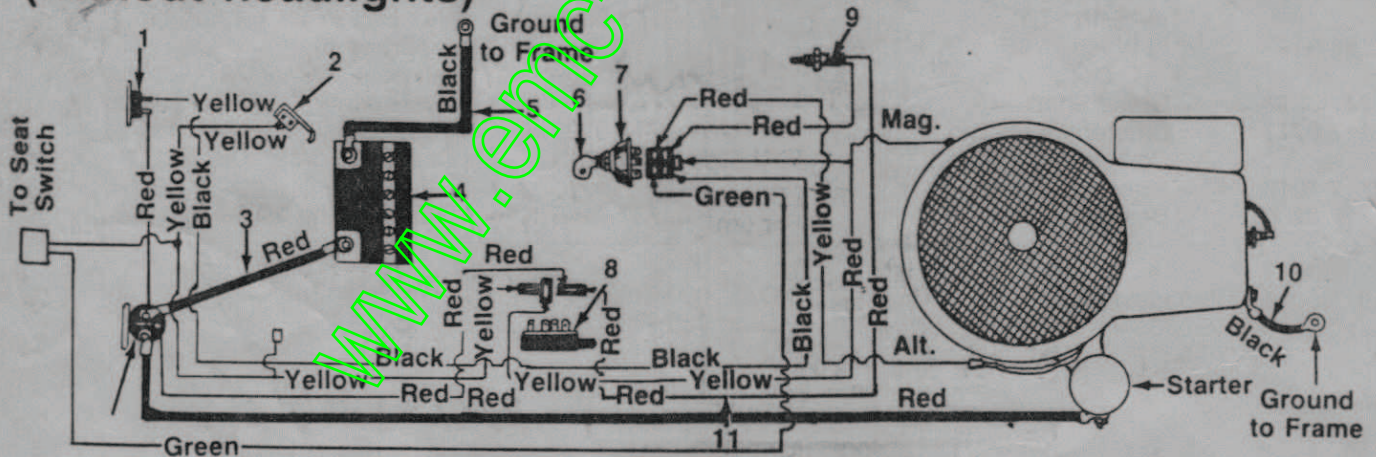 headlights)
Ground
to Frame
1
2
3
4
5
6
7
8
9
10
11
Yellow
Yellow
Black
Red
Yellow
Black
To Seat
Switch
Red
Red
Red
Green
Mag.
Yellow
Red
Red
Black
Red
Red
Yellow
Red
Black
Yellow
Red
Red
Black
Yellow
Yellow
Red
Alt.
Starter
Red
Black
Ground
to Frame
Green
www.emc